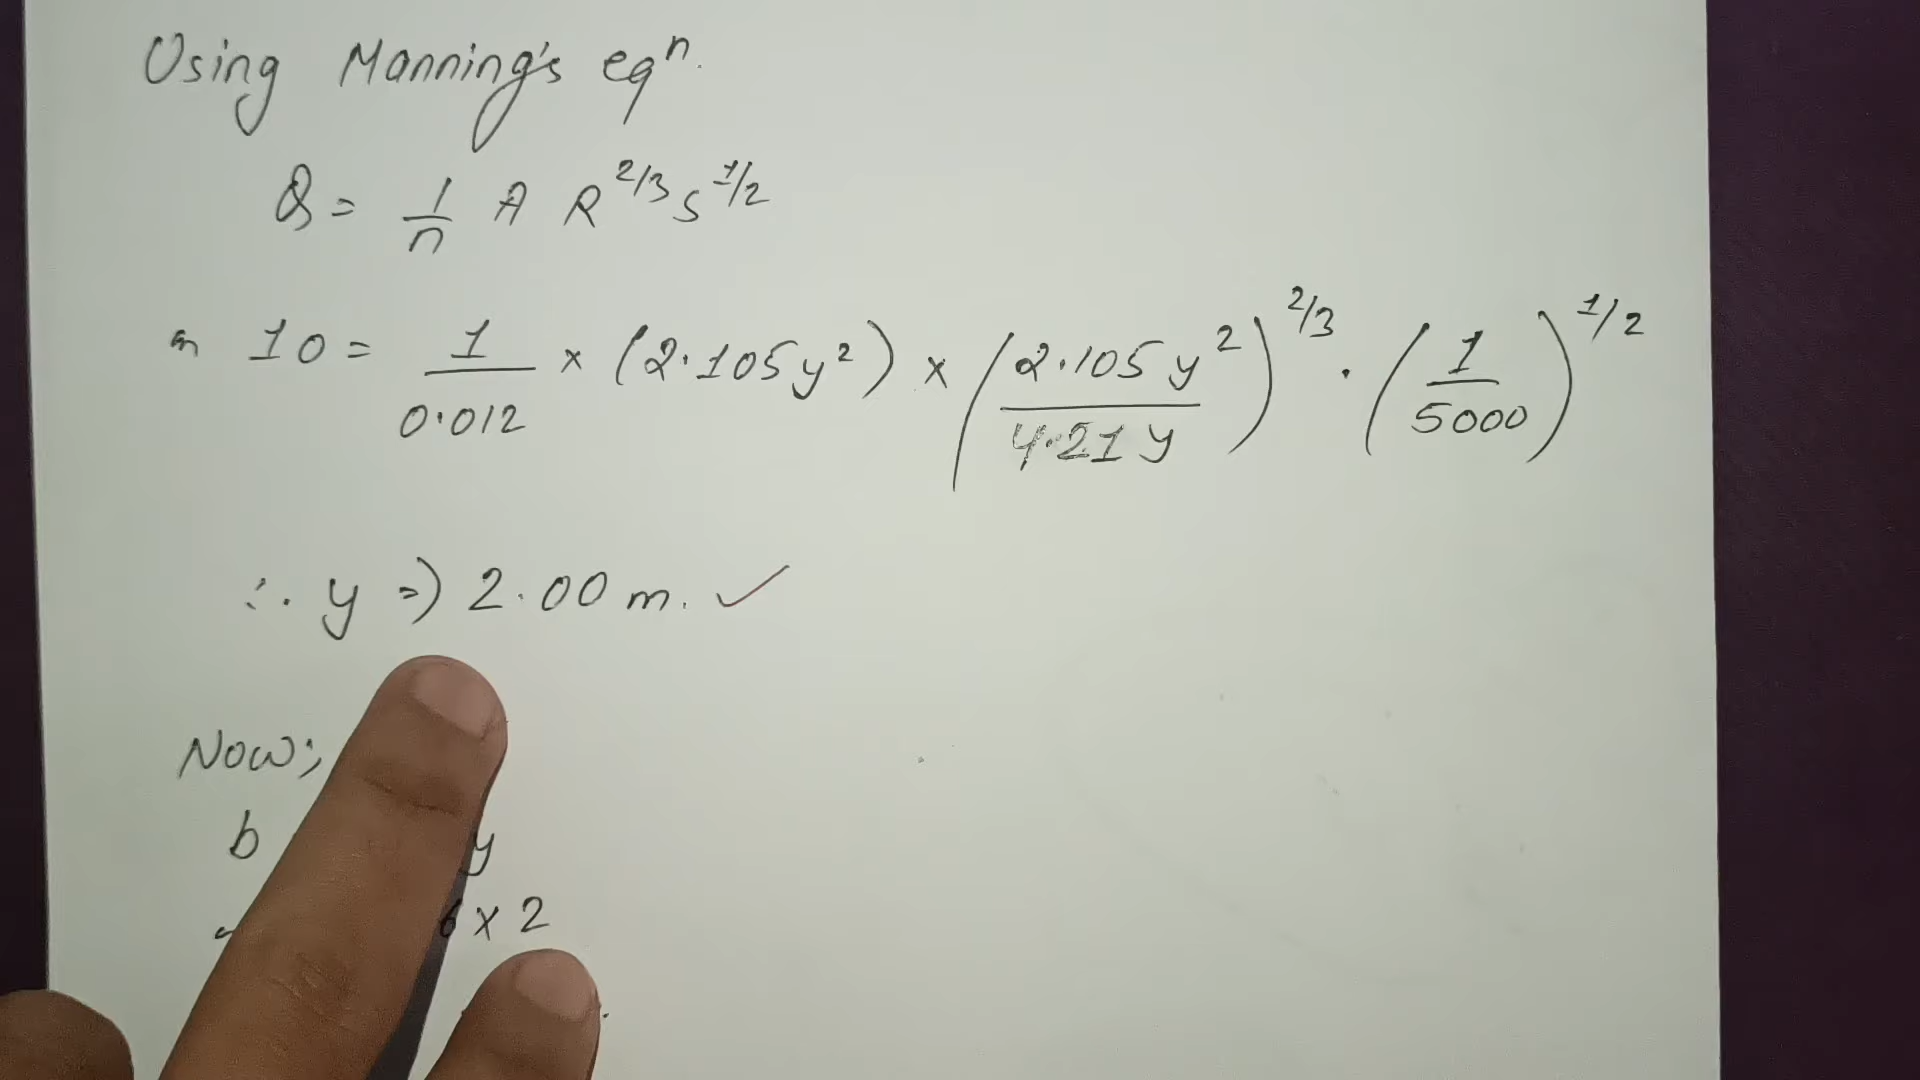 Using Manning's eqⁿ.
Q = 1/n A R^2/3 S^1/2
10 = 1/0.012 × (2.105y²) × (2.105y²/4.21y)^2/3 · (1/5000)^1/2
∴ y => 2.00 m. ✓
Now;
b y
6 × 2